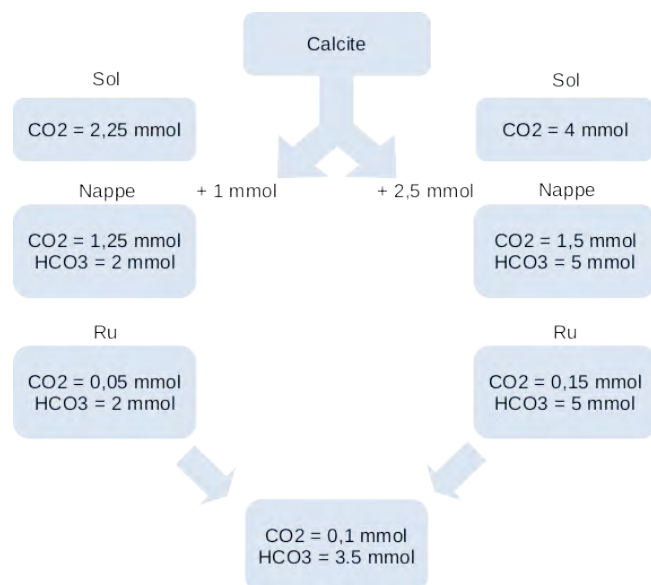 Calcite
Sol
Sol
CO2 = 2,25 mmol
CO2 = 4 mmol
Nappe
+ 1 mmol
+ 2,5 mmol
Nappe
CO2 = 1,25 mmol
HCO3 = 2 mmol
CO2 = 1,5 mmol
HCO3 = 5 mmol
Ru
Ru
CO2 = 0,05 mmol
HCO3 = 2 mmol
CO2 = 0,15 mmol
HCO3 = 5 mmol
CO2 = 0,1 mmol
HCO3 = 3.5 mmol